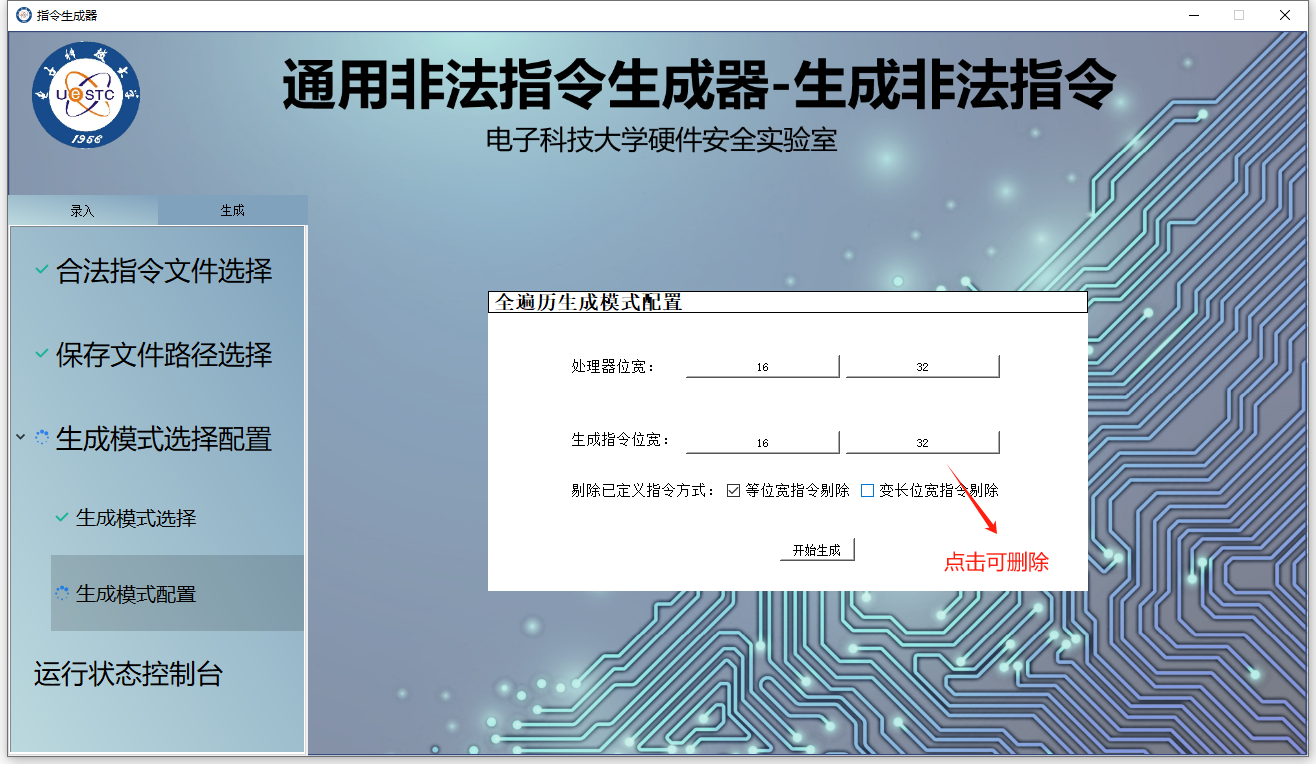 指令生成器
电子科技大
UESTC
1956
通用非法指令生成器-生成非法指令
电子科技大学硬件安全实验室
录入
生成
合法指令文件选择
保存文件路径选择
生成模式选择配置
生成模式选择
生成模式配置
运行状态控制台
全遍历生成模式配置
处理器位宽： 16 32
生成指令位宽： 16 32
剔除已定义指令方式： 等位宽指令剔除 变长位宽指令剔除
开始生成
点击可删除